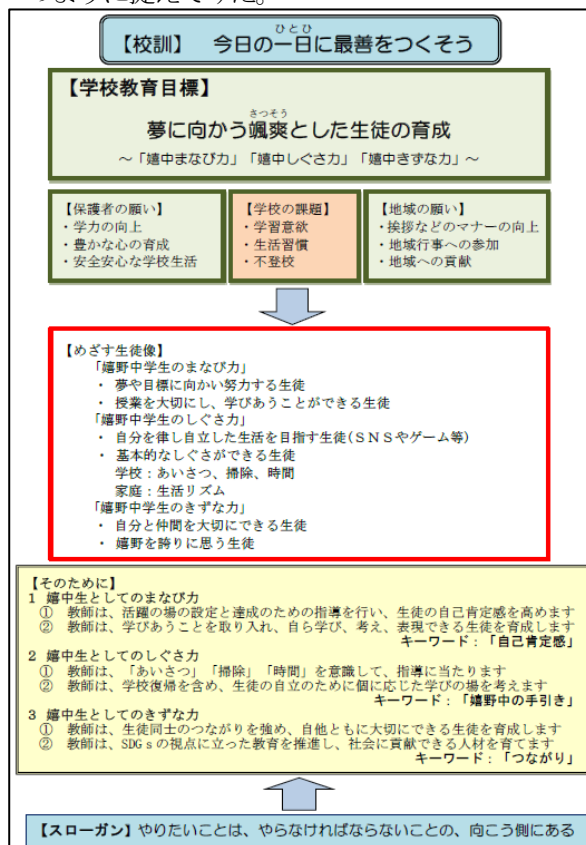 【校訓】 今日の一日に最善をつくそう
ひとひ
【学校教育目標】
さっそう
夢に向かう颯爽とした生徒の育成
～「嬉中まなび力」「嬉中しぐさ力」「嬉中きずな力」～
【保護者の願い】
・学力の向上
・豊かな心の育成
・安全安心な学校生活
【学校の課題】
・学習意欲
・生活習慣
・不登校
【地域の願い】
・挨拶などのマナーの向上
・地域行事への参加
・地域への貢献
【めざす生徒像】
「嬉野中学生のまなび力」
・ 夢や目標に向かい努力する生徒
・ 授業を大切にし、学びあうことができる生徒
「嬉野中学生のしぐさ力」
・ 自分を律し自立した生活を目指す生徒(ＳＮＳやゲーム等)
・ 基本的なしぐさができる生徒
学校：あいさつ、掃除、時間
家庭：生活リズム
「嬉野中学生のきずな力」
・ 自分と仲間を大切にできる生徒
・ 嬉野を誇りに思う生徒
【そのために】
1 嬉中生としてのまなび力
① 教師は、活躍の場の設定と達成のための指導を行い、生徒の自己肯定感を高めます
② 教師は、学びあうことを取り入れ、自ら学び、考え、表現できる生徒を育成します
キーワード：「自己肯定感」
2 嬉中生としてのしぐさ力
① 教師は、「あいさつ」「掃除」「時間」を意識して、指導に当たります
② 教師は、学校復帰を含め、生徒の自立のために個に応じた学びの場を考えます
キーワード：「嬉野中の手引き」
3 嬉中生としてのきずな力
① 教師は、生徒同士のつながりを強め、自他ともに大切にできる生徒を育成します
② 教師は、SDGｓの視点に立った教育を推進し、社会に貢献できる人材を育てます
キーワード：「つながり」
【スローガン】やりたいことは、やらなければならないことの、向こう側にある